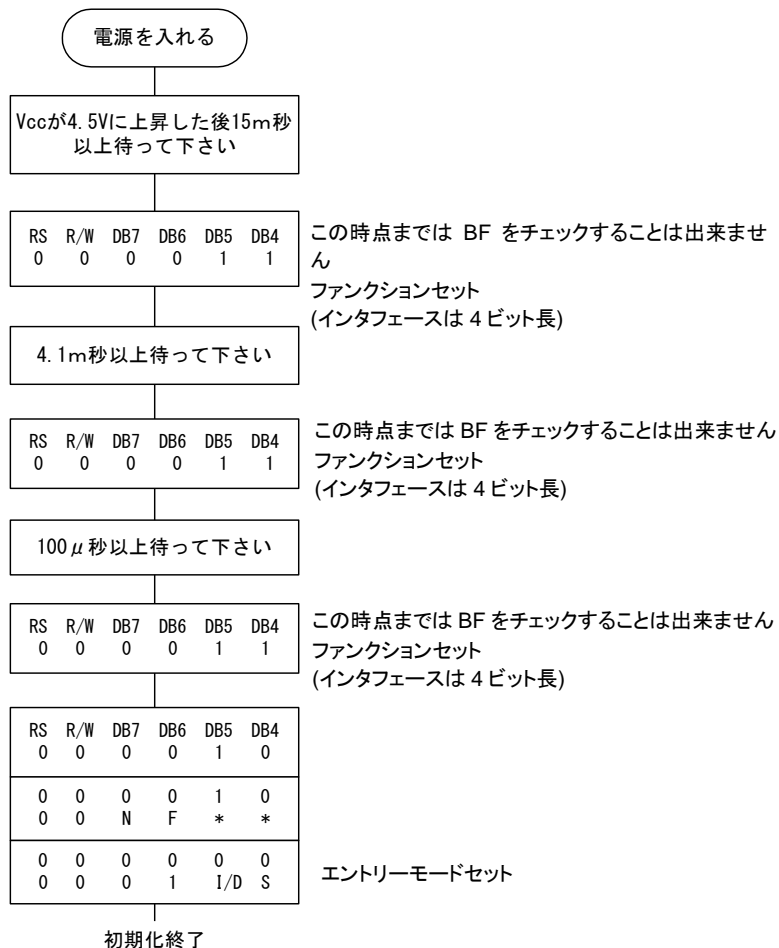 電源を入れる
Vccが4.5Vに上昇した後15m秒
以上待って下さい
RS R/W DB7 DB6 DB5 DB4
0 0 0 0 1 1
この時点までは BF をチェックすることは出来ませ
ん
ファンクションセット
(インタフェースは 4 ビット長)
4.1m秒以上待って下さい
RS R/W DB7 DB6 DB5 DB4
0 0 0 0 1 1
この時点までは BF をチェックすることは出来ません
ファンクションセット
(インタフェースは 4 ビット長)
100μ秒以上待って下さい
RS R/W DB7 DB6 DB5 DB4
0 0 0 0 1 1
この時点までは BF をチェックすることは出来ません
ファンクションセット
(インタフェースは 4 ビット長)
RS R/W DB7 DB6 DB5 DB4
0 0 0 0 1 0
0 0 0 0 1 0
0 0 N F * *
0 0 0 0 0 0
0 0 0 1 I/D S
エントリーモードセット
初期化終了